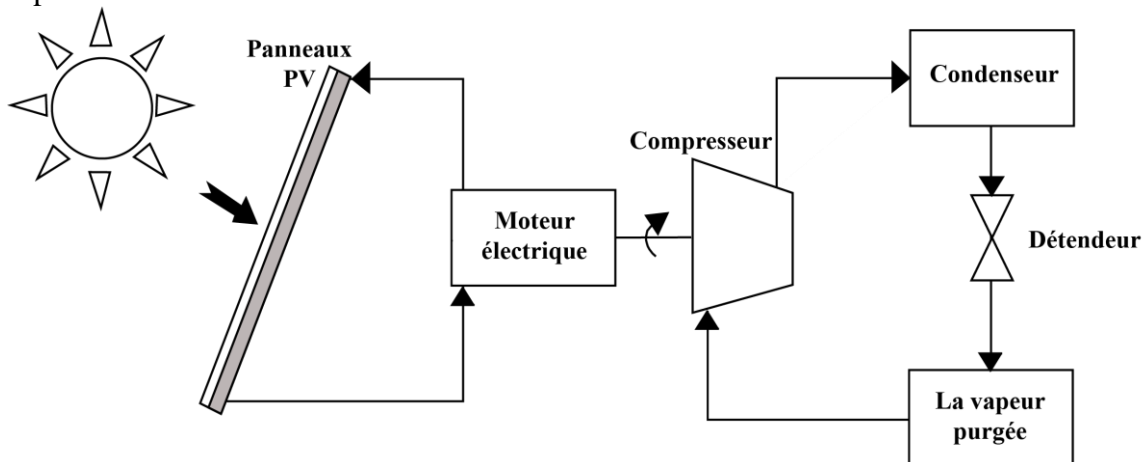 Panneaux
PV
Condenseur
Compresseur
Moteur
électrique
Détendeur
La vapeur
purgée